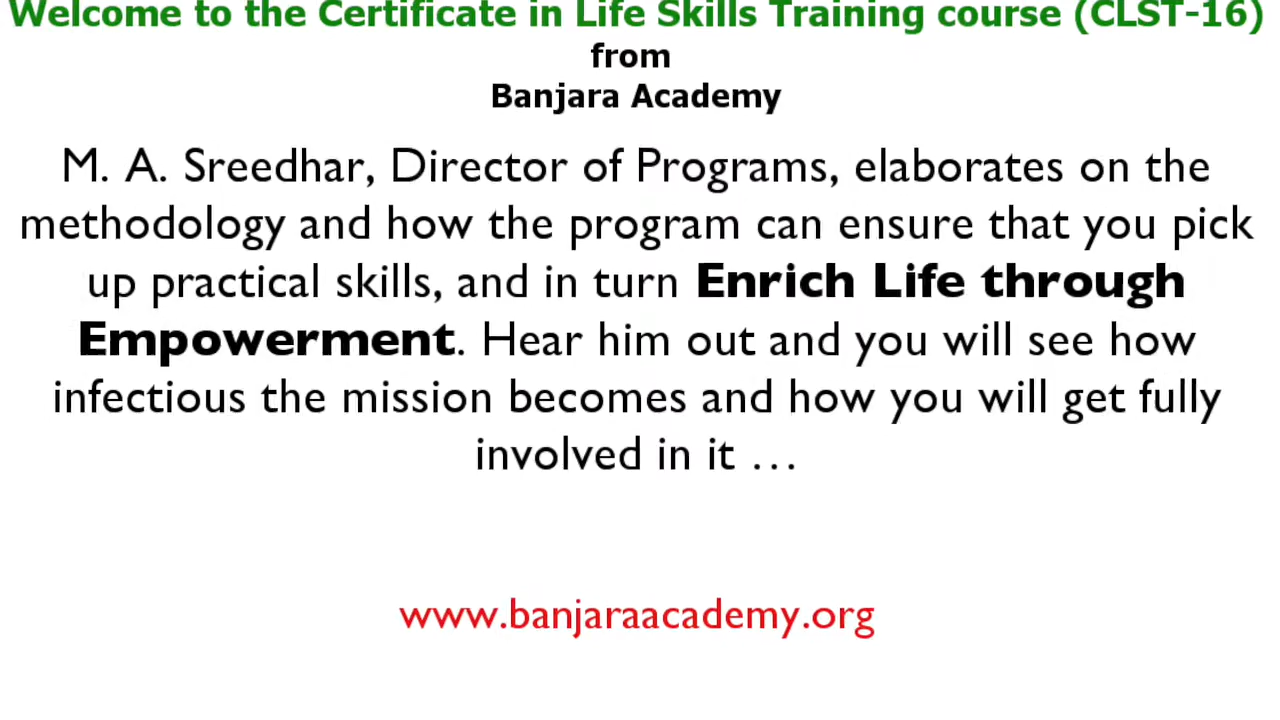 Welcome to the Certificate in Life Skills Training course (CLST-16)
from
Banjara Academy
M. A. Sreedhar, Director of Programs, elaborates on the
methodology and how the program can ensure that you pick
up practical skills, and in turn Enrich Life through
Empowerment. Hear him out and you will see how
infectious the mission becomes and how you will get fully
involved in it …
www.banjaraacademy.org